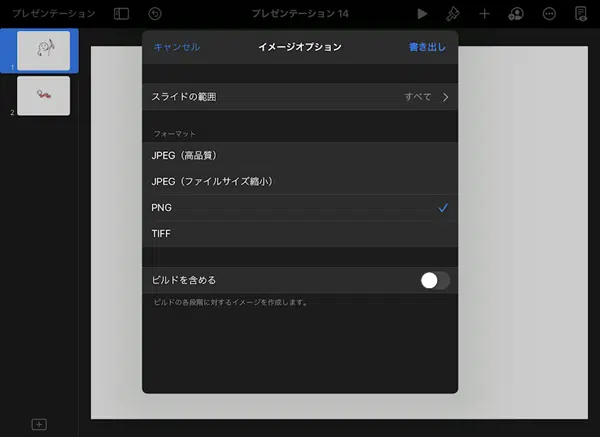 プレゼンテーション
プレゼンテーション 14
1
2
キャンセル
イメージオプション
書き出し
スライドの範囲
すべて
フォーマット
JPEG（高品質）
JPEG（ファイルサイズ縮小）
PNG
TIFF
ビルドを含める
ビルドの各段階に対するイメージを作成します。